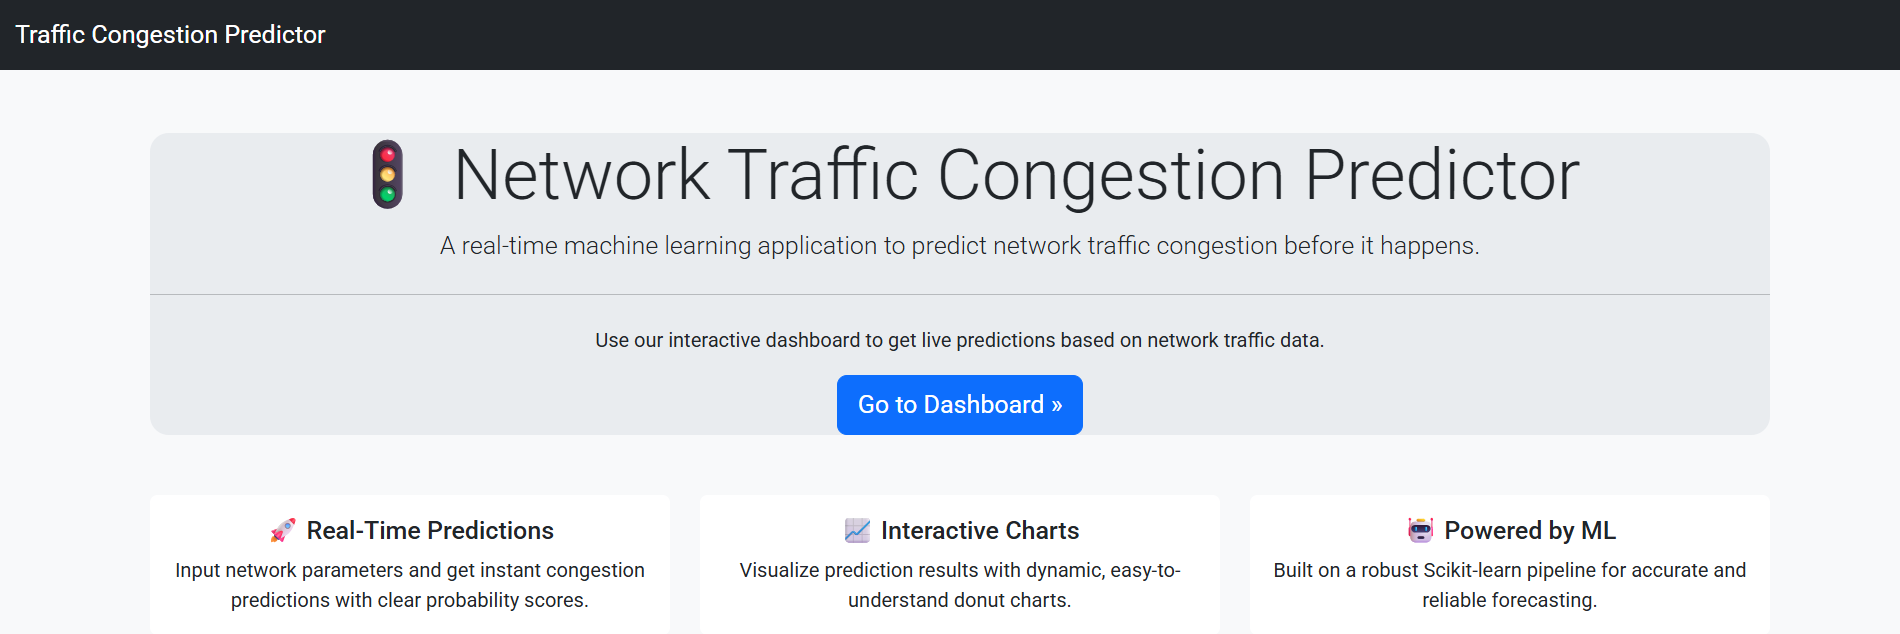 Traffic Congestion Predictor
🚦 Network Traffic Congestion Predictor
A real-time machine learning application to predict network traffic congestion before it happens.
Use our interactive dashboard to get live predictions based on network traffic data.
Go to Dashboard »
🚀 Real-Time Predictions
Input network parameters and get instant congestion
predictions with clear probability scores.
📈 Interactive Charts
Visualize prediction results with dynamic, easy-to-
understand donut charts.
🤖 Powered by ML
Built on a robust Scikit-learn pipeline for accurate and
reliable forecasting.